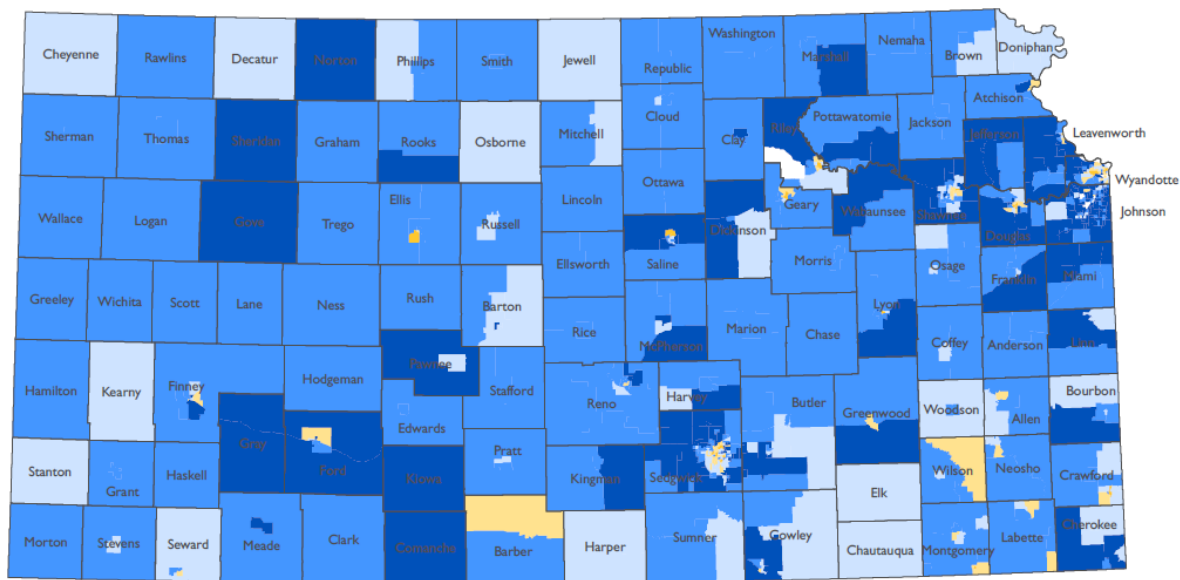 Cheyenne
Rawlins
Decatur
Norton
Phillips
Smith
Jewell
Republic
Washington
Marshall
Nemaha
Brown
Doniphan
Sherman
Thomas
Sheridan
Graham
Rooks
Osborne
Mitchell
Cloud
Clay
Riley
Pottawatomie
Jackson
Atchison
Jefferson
Leavenworth
Wyandotte
Wallace
Logan
Gove
Trego
Ellis
Russell
Lincoln
Ottawa
Saline
Dickinson
Geary
Wabaunsee
Shawnee
Douglas
Johnson
Greeley
Wichita
Scott
Lane
Ness
Rush
Barton
Ellsworth
Rice
McPherson
Marion
Morris
Chase
Lyon
Osage
Franklin
Miami
Coffey
Anderson
Linn
Hamilton
Kearny
Finney
Hodgeman
Pawnee
Stafford
Edwards
Reno
Harvey
Butler
Greenwood
Woodson
Allen
Bourbon
Stanton
Grant
Haskell
Gray
Ford
Kiowa
Pratt
Kingman
Sedgwick
Elk
Wilson
Neosho
Crawford
Morton
Stevens
Seward
Meade
Clark
Comanche
Barber
Harper
Sumner
Cowley
Chautauqua
Montgomery
Labette
Cherokee